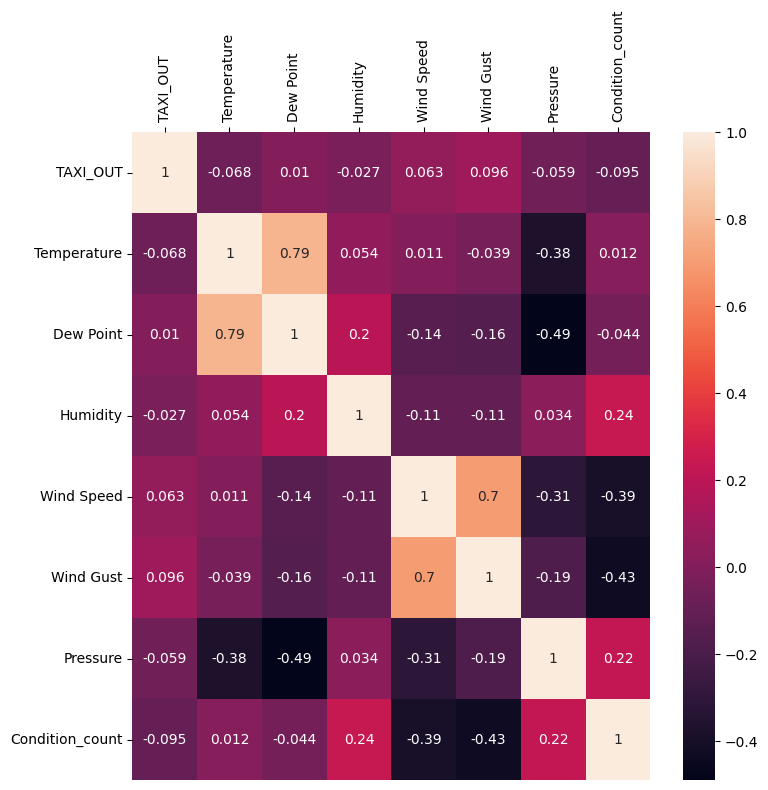 TAXI_OUT Temperature Dew Point Humidity Wind Speed Wind Gust Pressure Condition_count
TAXI_OUT 1 -0.068 0.01 -0.027 0.063 0.096 -0.059 -0.095
Temperature -0.068 1 0.79 0.054 0.011 -0.039 -0.38 0.012
Dew Point 0.01 0.79 1 0.2 -0.14 -0.16 -0.49 -0.044
Humidity -0.027 0.054 0.2 1 -0.11 -0.11 0.034 0.24
Wind Speed 0.063 0.011 -0.14 -0.11 1 0.7 -0.31 -0.39
Wind Gust 0.096 -0.039 -0.16 -0.11 0.7 1 -0.19 -0.43
Pressure -0.059 -0.38 -0.49 0.034 -0.31 -0.19 1 0.22
Condition_count -0.095 0.012 -0.044 0.24 -0.39 -0.43 0.22 1
1.0
0.8
0.6
0.4
0.2
0.0
−0.2
−0.4